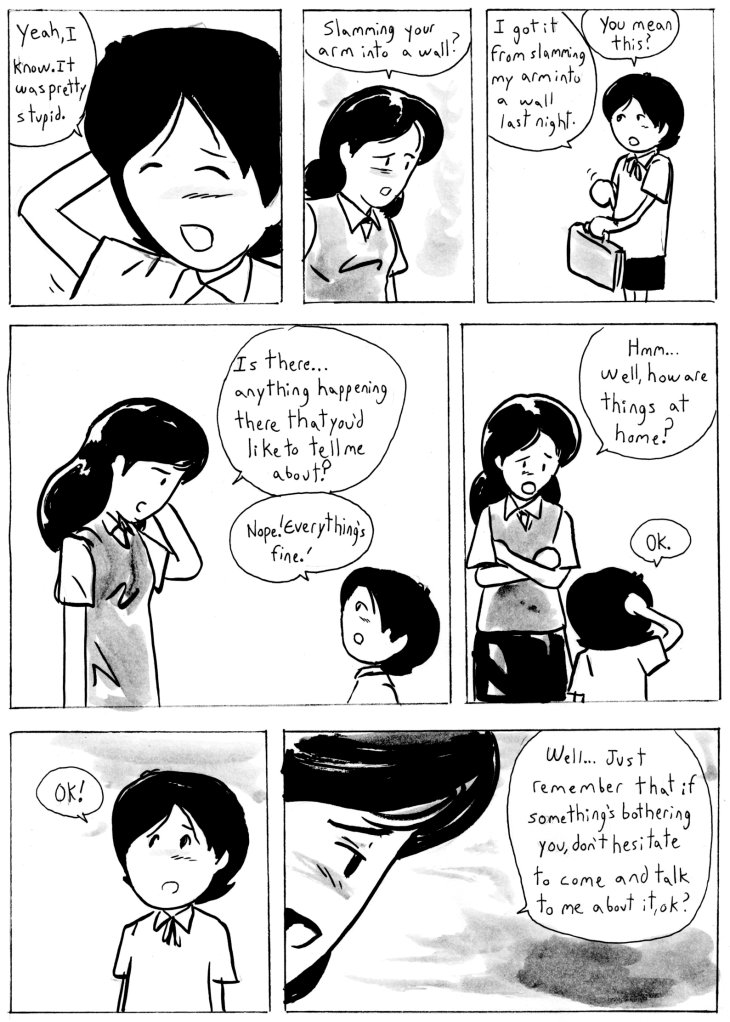 You mean
this?
I got it
from slamming
my arm into
a wall
last night.
Slamming your
arm into a wall?
Yeah, I
know. It
was pretty
stupid.
Hmm...
Well, how are
things at
home?
OK.
Is there...
anything happening
there that you'd
like to tell me
about?
Nope! Everything's
fine!
Well... Just
remember that if
something's bothering
you, don't hesitate
to come and talk
to me about it, ok?
OK!